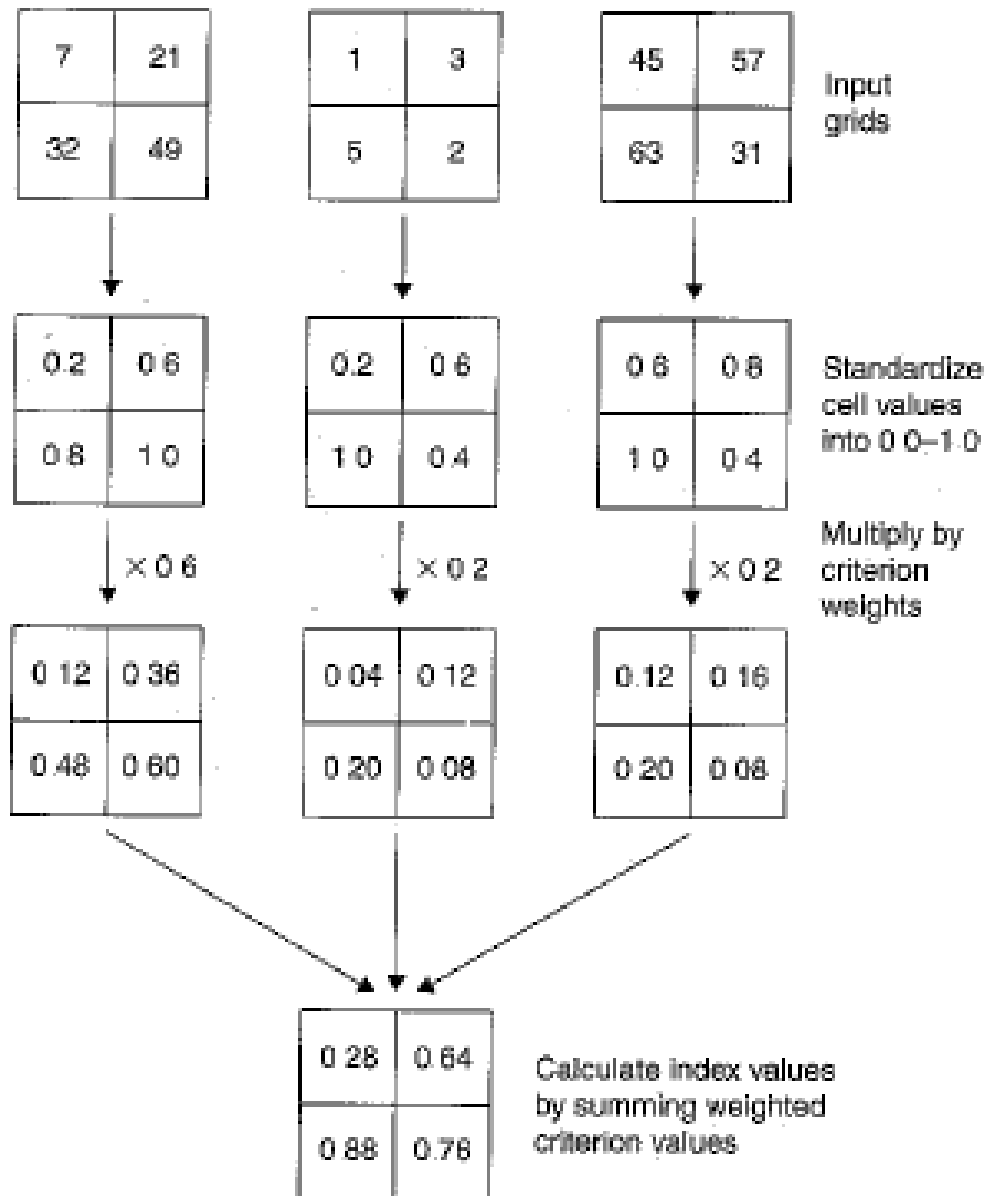 7 21 1 3 45 57
Input
grids
32 49 5 2 63 31
0.2 0 6 0.2 0 6 0 6 0 8
Standardize
cell values
into 0 0–1.0
0 8 1 0 1 0 0.4 1 0 0 4
Multiply by
criterion
weights
× 0 6 × 0 2 × 0 2
0 12 0 36 0 04 0 12 0.12 0 16
0 48 0 60 0 20 0 08 0 20 0 08
0 28 0 64
Calculate index values
by summing weighted
criterion values
0 88 0.76